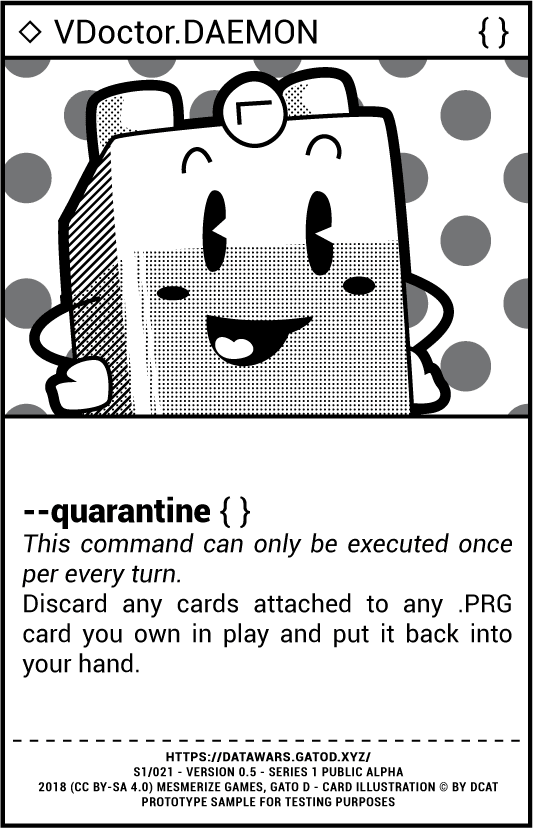 VDoctor.DAEMON { }
--quarantine { }
This command can only be executed once
per every turn.
Discard any cards attached to any .PRG
card you own in play and put it back into
your hand.
HTTPS://DATAWARS.GATOD.XYZ/
S1/021 - VERSION 0.5 - SERIES 1 PUBLIC ALPHA
2018 (CC BY-SA 4.0) MESMERIZE GAMES, GATO D - CARD ILLUSTRATION © BY DCAT
PROTOTYPE SAMPLE FOR TESTING PURPOSES